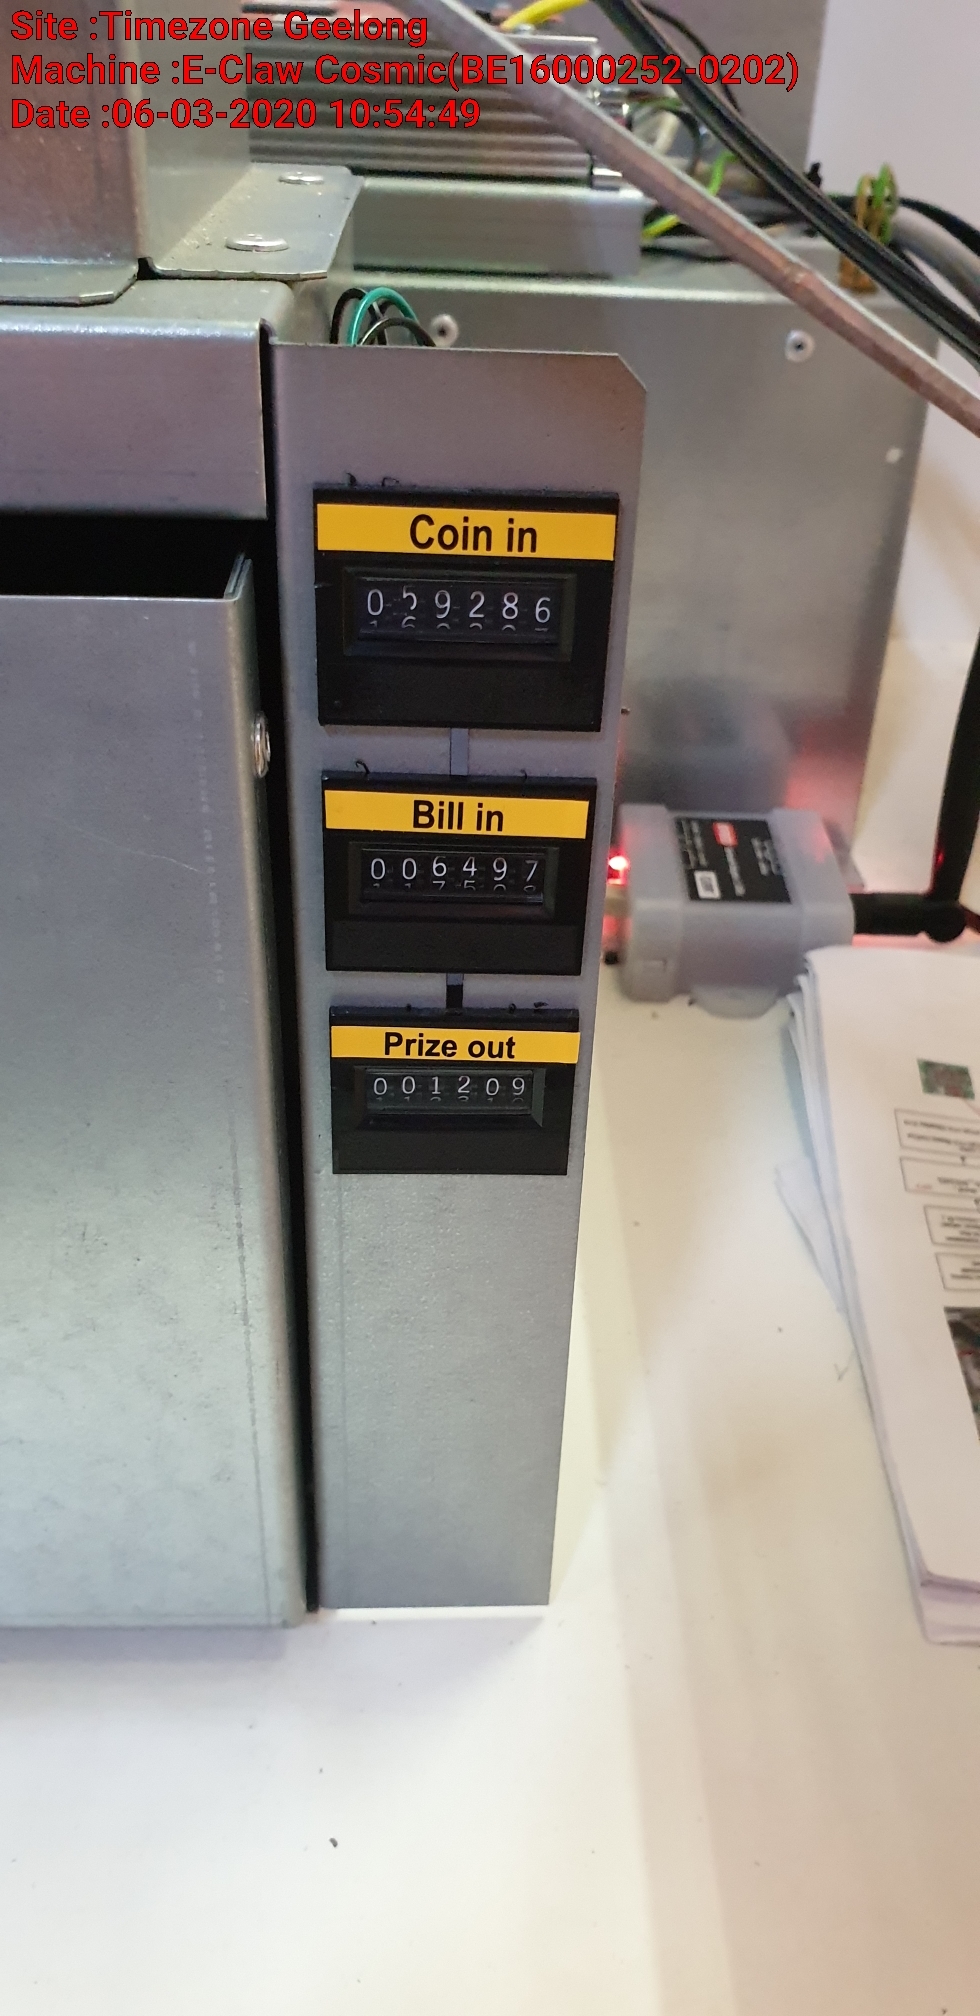 Site :Timezone Geelong
Machine :E-Claw Cosmic(BE16000252-0202)
Date :06-03-2020 10:54:49
Coin in
059286
Bill in
006497
Prize out
001209